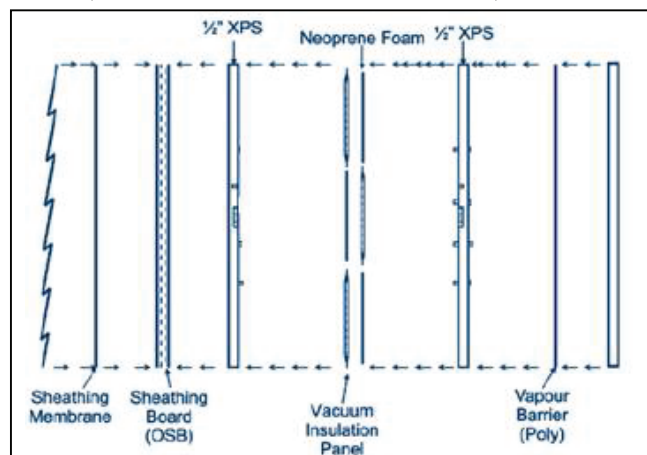 ½" XPS
Neoprene Foam
½" XPS
Sheathing
Membrane
Sheathing
Board
(OSB)
Vacuum
Insulation
Panel
Vapour
Barrier
(Poly)